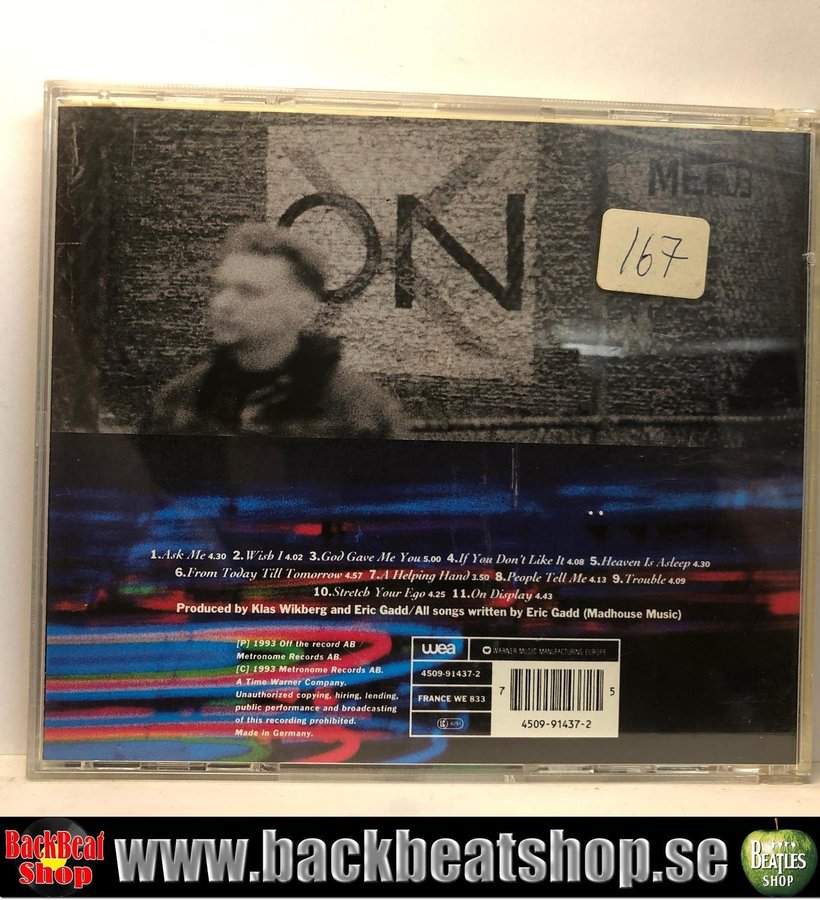 ON
167
1.Ask Me 4.30 2.Wish I 4.02 3.God Gave Me You 5.00 4.If You Don't Like It 4.08 5.Heaven Is Asleep 4.30
6.From Today Till Tomorrow 4.57 7.A Helping Hand 3.50 8.People Tell Me 4.13 9.Trouble 4.09
10.Stretch Your Ego 4.25 11.On Display 4.43
Produced by Klas Wikberg and Eric Gadd/All songs written by Eric Gadd (Madhouse Music)
[P] 1993 Off the record AB /
Metronome Records AB.
[C] 1993 Metronome Records AB.
A Time Warner Company.
Unauthorized copying, hiring, lending,
public performance and broadcasting
of this recording prohibited.
Made in Germany.
wea
WARNER MUSIC MANUFACTURING EUROPE
4509-91437-2
FRANCE WE 833
LC 4281
7 5
4509-91437-2
BackBeat Shop
www.backbeatshop.se
BEATLES SHOP